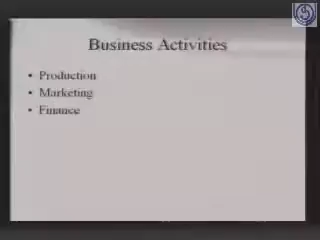 Business Activities
• Production
• Marketing
• Finance